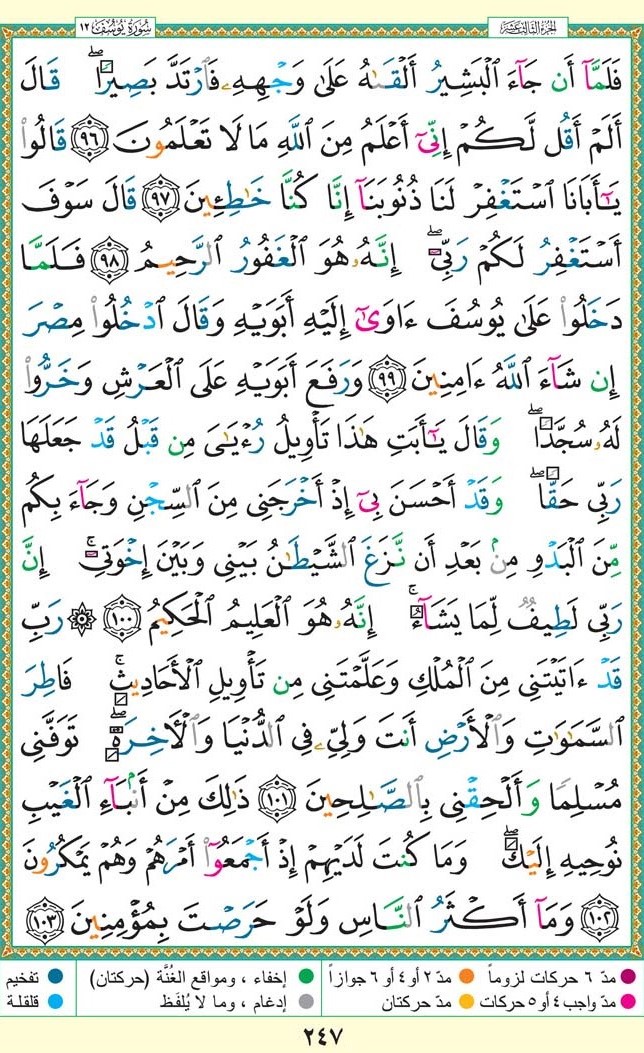 سُورَةُ يُوسُفَ ١٢
الجزء الثالث عشر
فَلَمَّآ أَن جَآءَ ٱلۡبَشِيرُ أَلۡقَىٰهُ عَلَىٰ وَجۡهِهِۦ فَٱرۡتَدَّ بَصِيرٗاۖ قَالَ
أَلَمۡ أَقُل لَّكُمۡ إِنِّيٓ أَعۡلَمُ مِنَ ٱللَّهِ مَا لَا تَعۡلَمُونَ ٩٦ قَالُواْ
يَٰٓأَبَانَا ٱسۡتَغۡفِرۡ لَنَا ذُنُوبَنَآ إِنَّا كُنَّا خَٰطِـِٔينَ ٩٧ قَالَ سَوۡفَ
أَسۡتَغۡفِرُ لَكُمۡ رَبِّيٓۖ إِنَّهُۥ هُوَ ٱلۡغَفُورُ ٱلرَّحِيمُ ٩٨ فَلَمَّا
دَخَلُواْ عَلَىٰ يُوسُفَ ءَاوَىٰٓ إِلَيۡهِ أَبَوَيۡهِ وَقَالَ ٱدۡخُلُواْ مِصۡرَ
إِن شَآءَ ٱللَّهُ ءَامِنِينَ ٩٩ وَرَفَعَ أَبَوَيۡهِ عَلَى ٱلۡعَرۡشِ وَخَرُّواْ
لَهُۥ سُجَّدٗاۖ وَقَالَ يَٰٓأَبَتِ هَٰذَا تَأۡوِيلُ رُءۡيَٰيَ مِن قَبۡلُ قَدۡ جَعَلَهَا
رَبِّي حَقّٗاۖ وَقَدۡ أَحۡسَنَ بِيٓ إِذۡ أَخۡرَجَنِي مِنَ ٱلسِّجۡنِ وَجَآءَ بِكُم
مِّنَ ٱلۡبَدۡوِ مِنۢ بَعۡدِ أَن نَّزَغَ ٱلشَّيۡطَٰنُ بَيۡنِي وَبَيۡنَ إِخۡوَتِيٓۚ إِنَّ
رَبِّي لَطِيفٞ لِّمَا يَشَآءُۚ إِنَّهُۥ هُوَ ٱلۡعَلِيمُ ٱلۡحَكِيمُ ١٠٠ ۞ رَبِّ
قَدۡ ءَاتَيۡتَنِي مِنَ ٱلۡمُلۡكِ وَعَلَّمۡتَنِي مِن تَأۡوِيلِ ٱلۡأَحَادِيثِۚ فَاطِرَ
ٱلسَّمَٰوَٰتِ وَٱلۡأَرۡضِ أَنتَ وَلِيِّۦ فِي ٱلدُّنۡيَا وَٱلۡأٓخِرَةِۖ تَوَفَّنِي
مُسۡلِمٗا وَأَلۡحِقۡنِي بِٱلصَّٰلِحِينَ ١٠١ ذَٰلِكَ مِنۡ أَنۢبَآءِ ٱلۡغَيۡبِ
نُوحِيهِ إِلَيۡكَۖ وَمَا كُنتَ لَدَيۡهِمۡ إِذۡ أَجۡمَعُوٓاْ أَمۡرَهُمۡ وَهُمۡ يَمۡكُرُونَ
١٠٢ وَمَآ أَكۡثَرُ ٱلنَّاسِ وَلَوۡ حَرَصۡتَ بِمُؤۡمِنِينَ ١٠٣
مدّ ٦ حركات لزوماً مدّ ٢ أو ٤ أو ٦ جوازاً إخفاء ، ومواقع الغُنَّة (حركتان) تفخيم
مدّ واجب ٤ أو ٥ حركات مدّ حركتان إدغام ، وما لا يُلفَظ قلقلة
٢٤٧